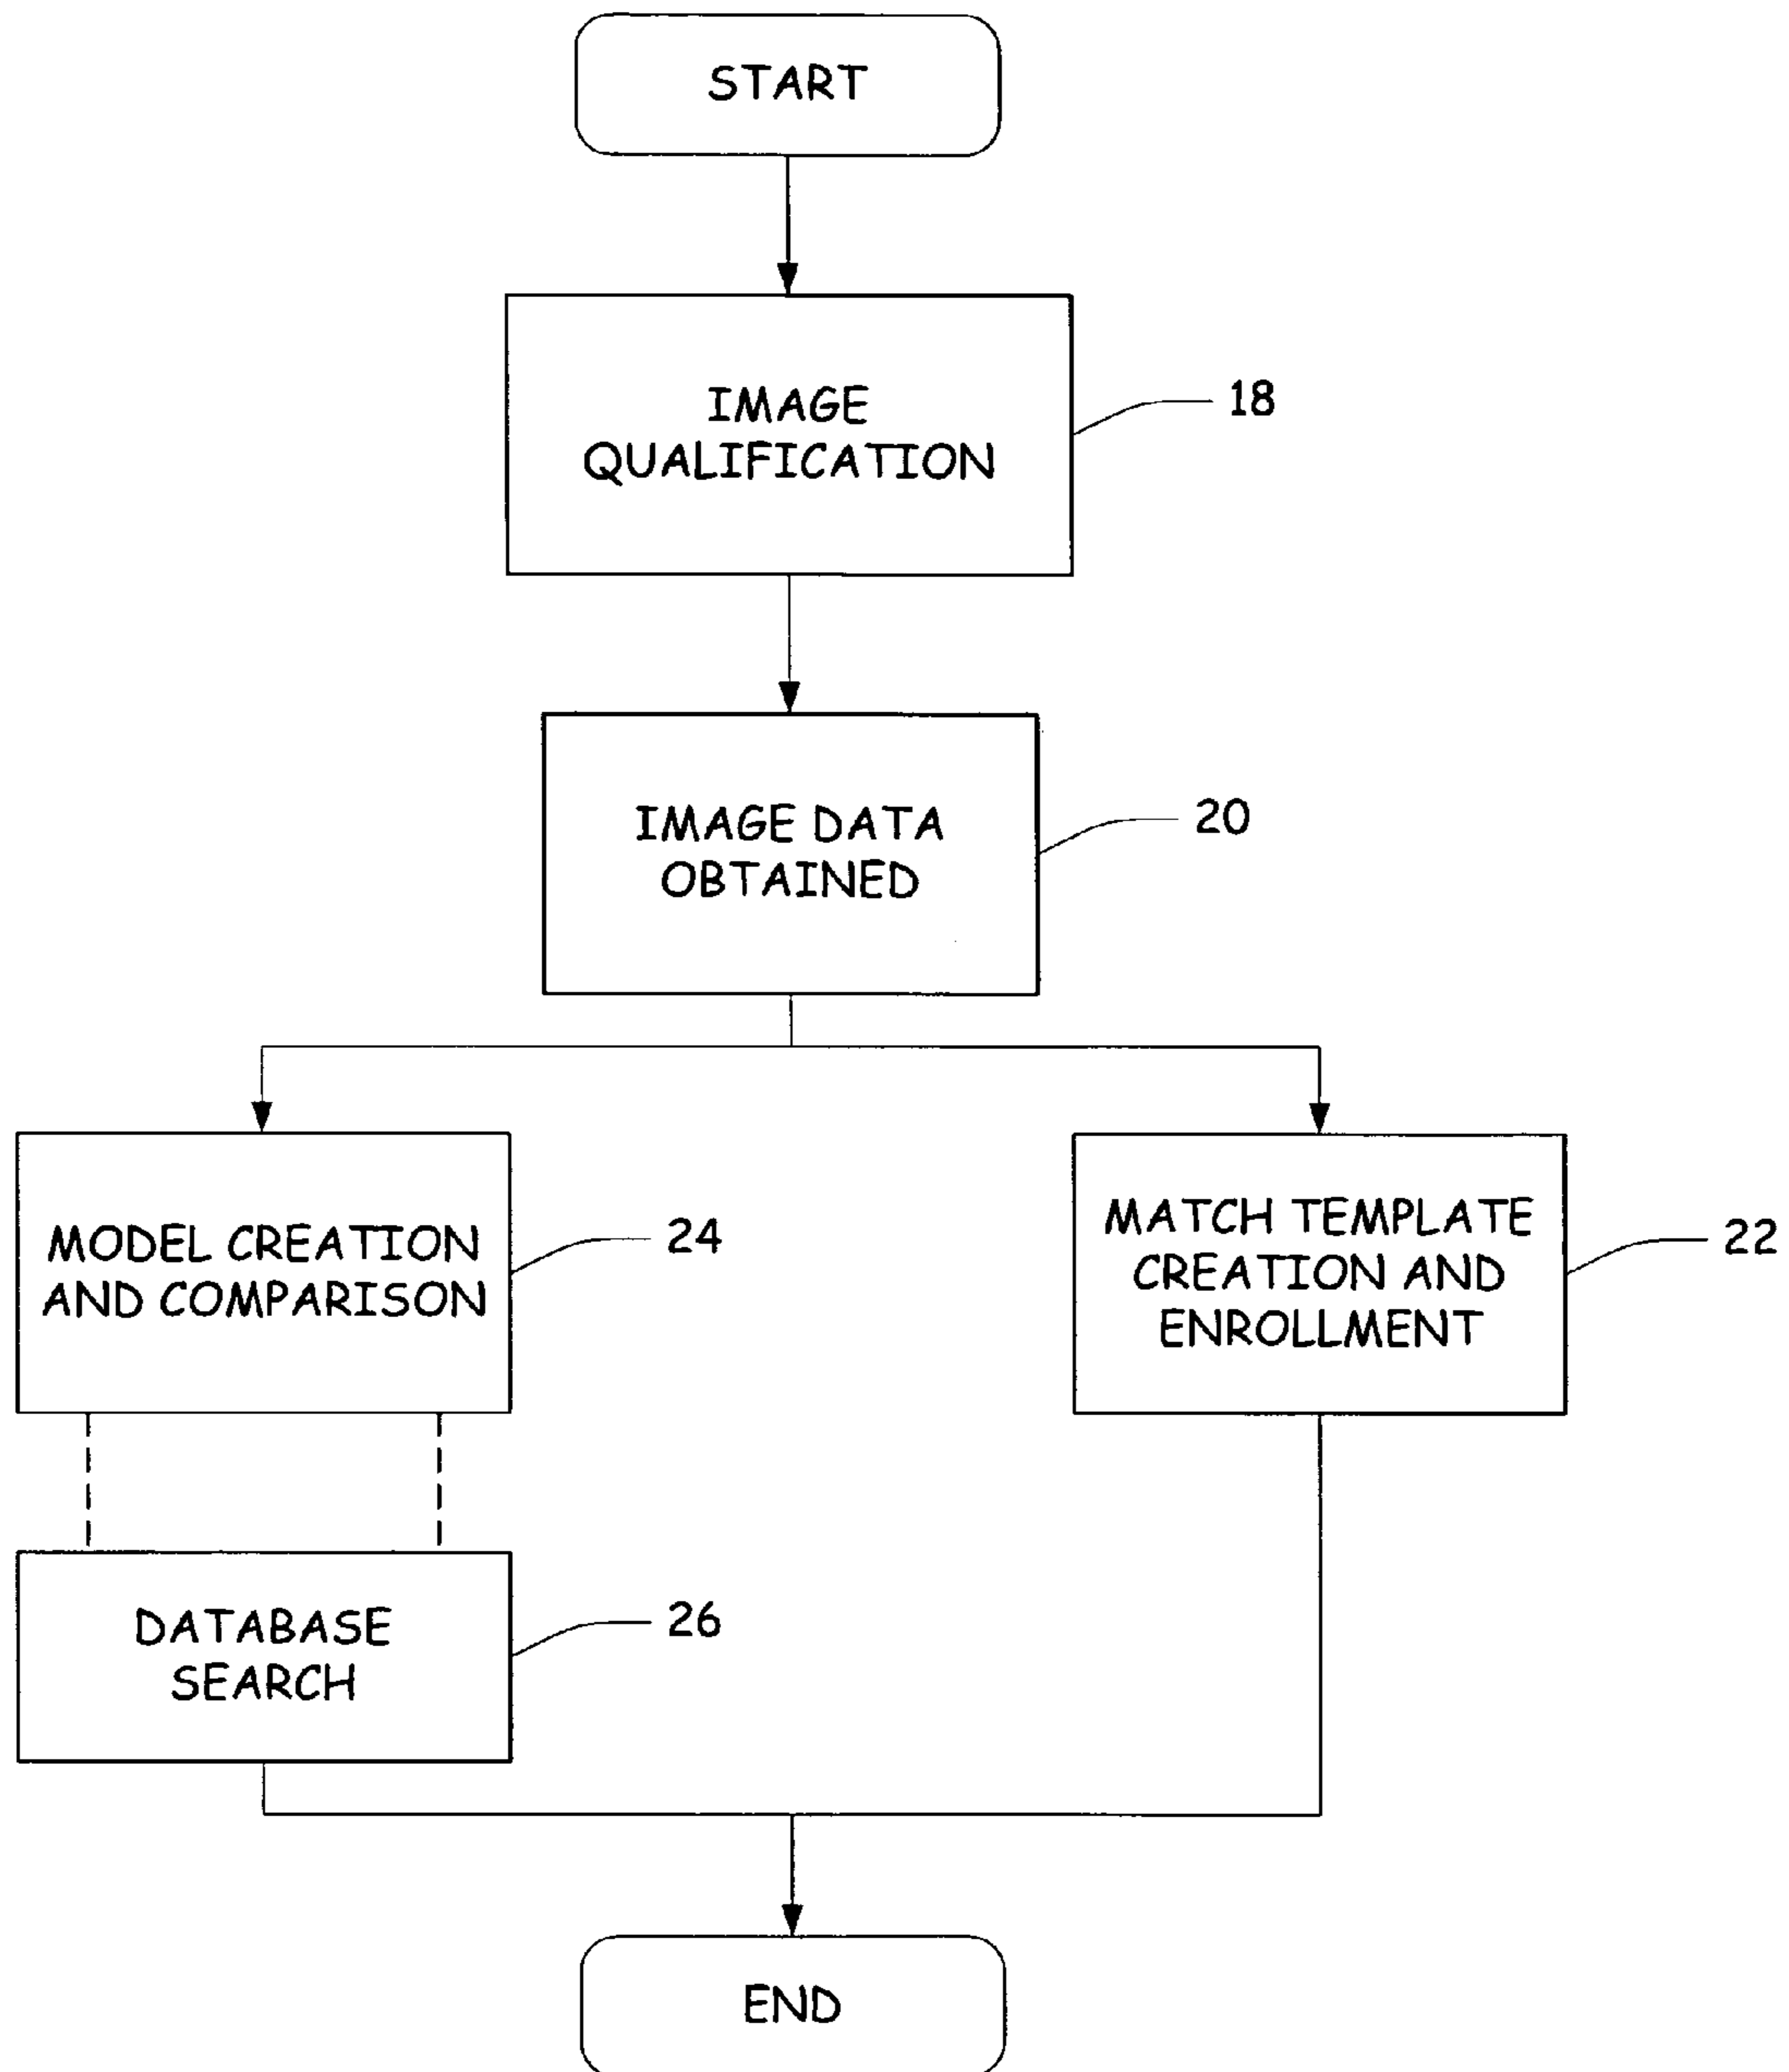 START
IMAGE
QUALIFICATION
18
IMAGE DATA
OBTAINED
20
MODEL CREATION
AND COMPARISON
24
MATCH TEMPLATE
CREATION AND
ENROLLMENT
22
DATABASE
SEARCH
26
END